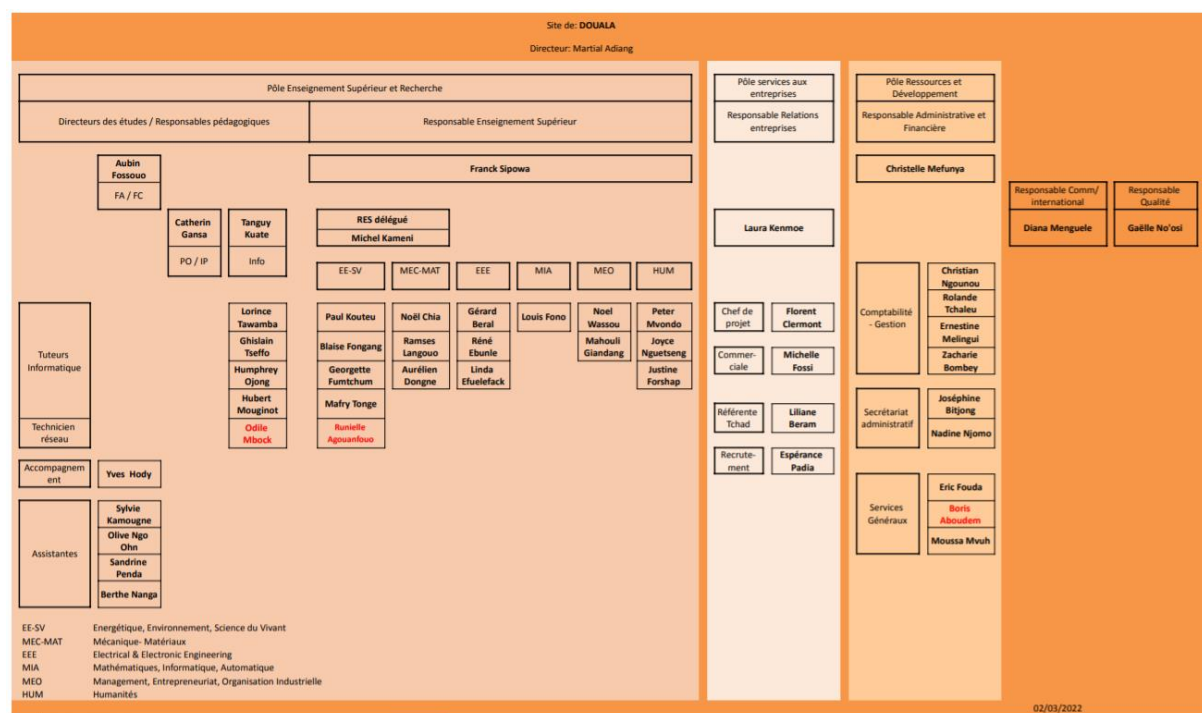 Site de: DOUALA
Directeur: Martial Adiang
Pôle Enseignement Supérieur et Recherche
Directeurs des études / Responsables pédagogiques
Responsable Enseignement Supérieur
Aubin
Fossouo
FA / FC
Franck Sipowa
Catherin
Gansa
PO / IP
Tanguy
Kuate
Info
RES délégué
Michel Kameni
EE-SV
MEC-MAT
EEE
MIA
MEO
HUM
Tuteurs
Informatique
Technicien
réseau
Lorince
Tawamba
Ghislain
Tseffo
Humphrey
Ojong
Hubert
Mouginot
Odile
Mbock
Paul Kouteu
Blaise Fongang
Georgette
Fumtchum
Mafry Tonge
Runielle
Agouanfouo
Noël Chia
Ramses
Langouo
Aurélien
Dongne
Gérard
Beral
Réné
Ebunle
Linda
Efuelefack
Louis Fono
Noel
Wassou
Mahouli
Giandang
Peter
Mvondo
Joyce
Nguetseng
Justine
Forshap
Accompagnem
ent
Yves Hody
Assistantes
Sylvie
Kamougne
Olive Ngo
Ohn
Sandrine
Penda
Berthe Nanga
EE-SV Energétique, Environnement, Science du Vivant
MEC-MAT Mécanique- Matériaux
EEE Electrical & Electronic Engineering
MIA Mathématiques, Informatique, Automatique
MEO Management, Entrepreneuriat, Organisation Industrielle
HUM Humanités
Pôle services aux
entreprises
Responsable Relations
entreprises
Laura Kenmoe
Chef de
projet
Florent
Clermont
Commer-
ciale
Michelle
Fossi
Référente
Tchad
Liliane
Beram
Recrute-
ment
Espérance
Padia
Pôle Ressources et
Développement
Responsable Administrative et
Financière
Christelle Mefunya
Comptabilité
- Gestion
Christian
Ngounou
Rolande
Tchaleu
Ernestine
Melingui
Zacharie
Bombey
Secrétariat
administratif
Joséphine
Bitjong
Nadine Njomo
Services
Généraux
Eric Fouda
Boris
Aboudem
Moussa Mvuh
Responsable Comm/
international
Diana Menguele
Responsable
Qualité
Gaëlle No'osi
02/03/2022